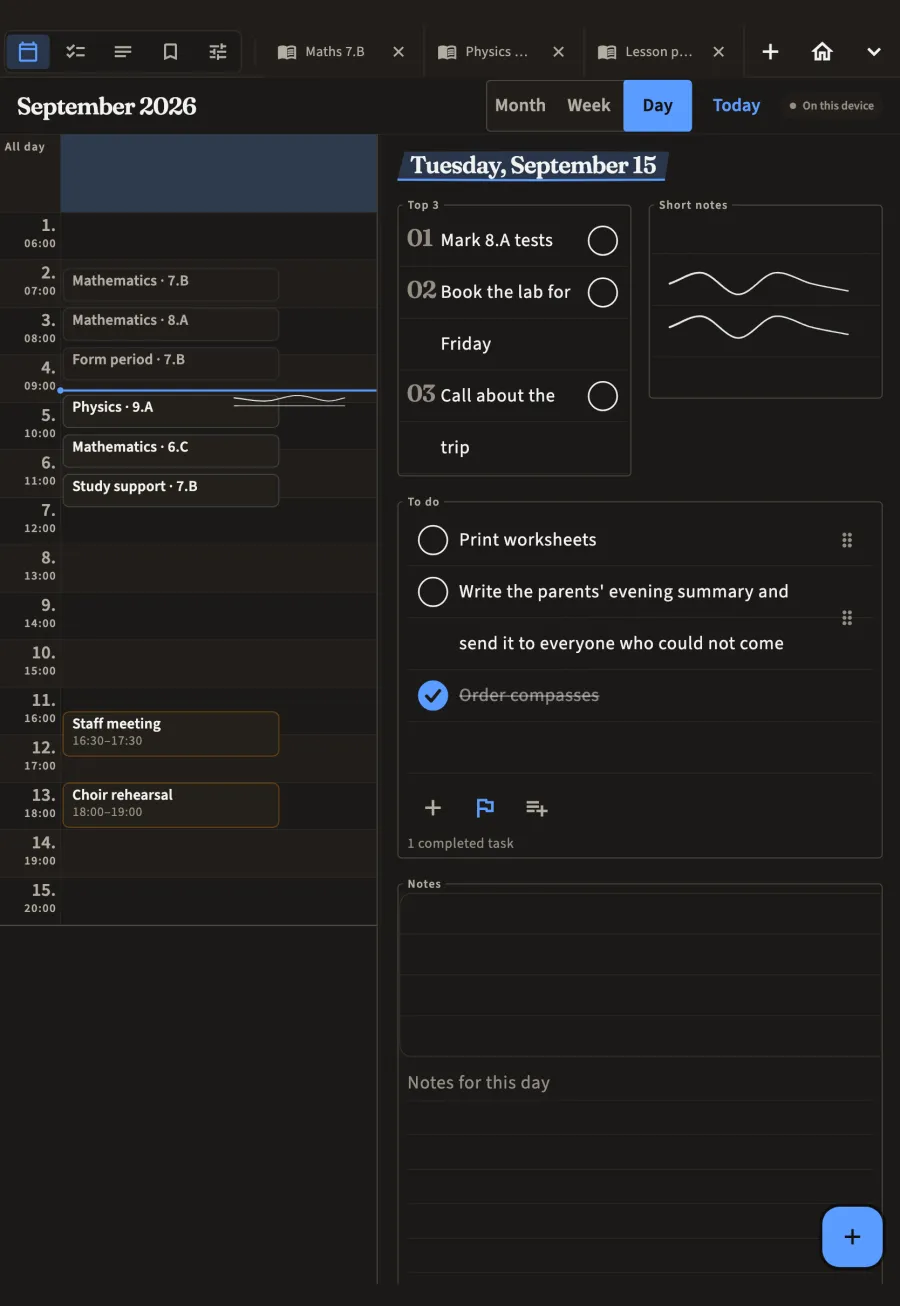 Maths 7.B
Physics ...
Lesson p...
September 2026
Month
Week
Day
Today
On this device
All day
1.
06:00
2.
07:00
3.
08:00
4.
09:00
5.
10:00
6.
11:00
7.
12:00
8.
13:00
9.
14:00
10.
15:00
11.
16:00
12.
17:00
13.
18:00
14.
19:00
15.
20:00
Mathematics · 7.B
Mathematics · 8.A
Form period · 7.B
Physics · 9.A
Mathematics · 6.C
Study support · 7.B
Staff meeting
16:30–17:30
Choir rehearsal
18:00–19:00
Tuesday, September 15
Top 3
01 Mark 8.A tests
02 Book the lab for
Friday
03 Call about the
trip
Short notes
To do
Print worksheets
Write the parents' evening summary and
send it to everyone who could not come
Order compasses
1 completed task
Notes
Notes for this day